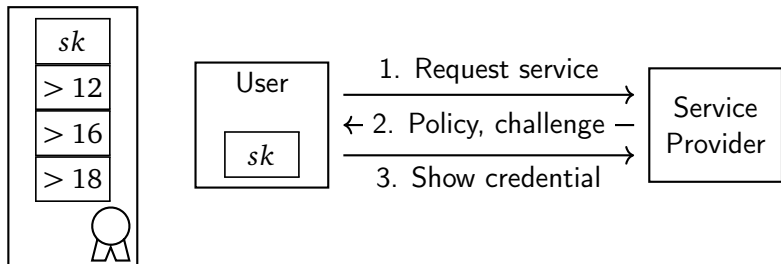 sk
> 12
> 16
> 18
User
sk
1. Request service
2. Policy, challenge
3. Show credential
Service
Provider